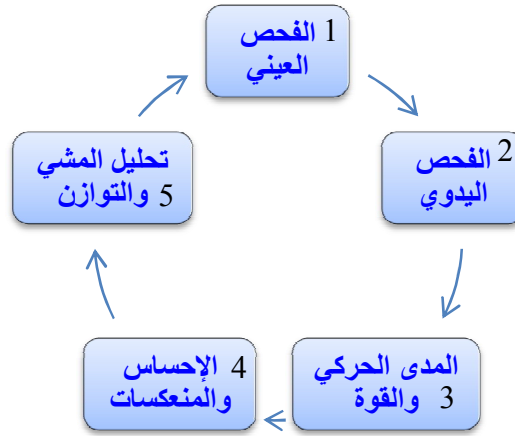 1 الفحص
العيني
2 الفحص
اليدوي
المدى الحركي
والقوة 3
4 الإحساس
والمنعكسات
تحليل المشي
والتوازن 5